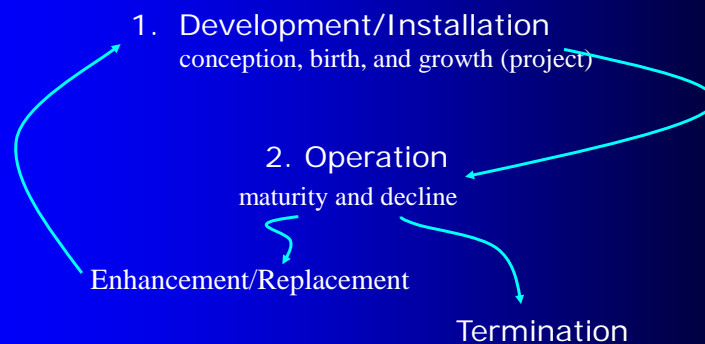 1. Development/Installation
conception, birth, and growth (project)
2. Operation
maturity and decline
Enhancement/Replacement
Termination